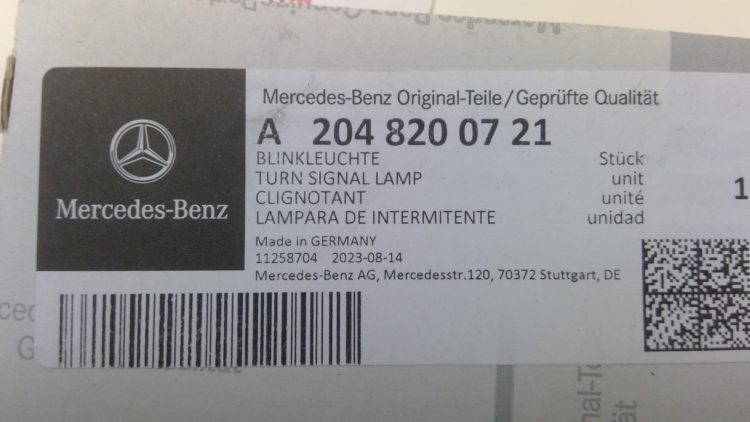 Mercedes-Benz
Mercedes-Benz Original-Teile/Geprüfte Qualität
A 204 820 07 21
BLINKLEUCHTE Stück
TURN SIGNAL LAMP unit 1
CLIGNOTANT unité
LAMPARA DE INTERMITENTE unidad
Made in GERMANY
11258704 2023-08-14
Mercedes-Benz AG, Mercedesstr.120, 70372 Stuttgart, DE